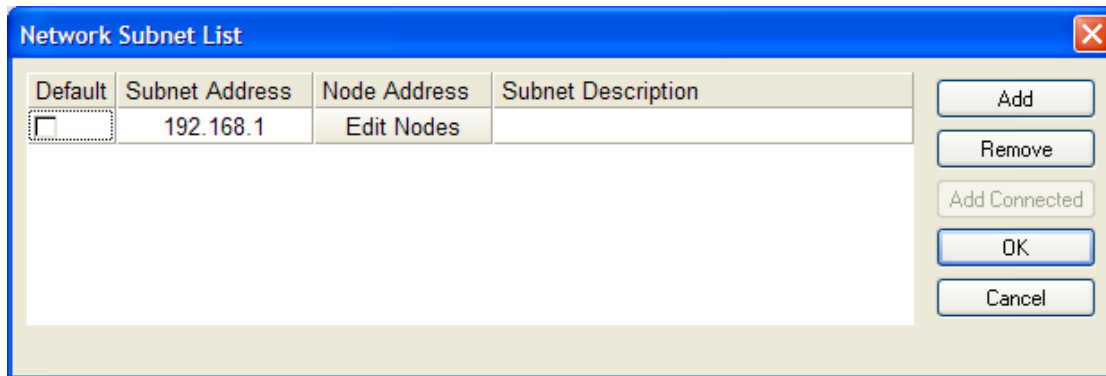 Network Subnet List
Default Subnet Address Node Address Subnet Description
192.168.1 Edit Nodes
Add
Remove
Add Connected
OK
Cancel